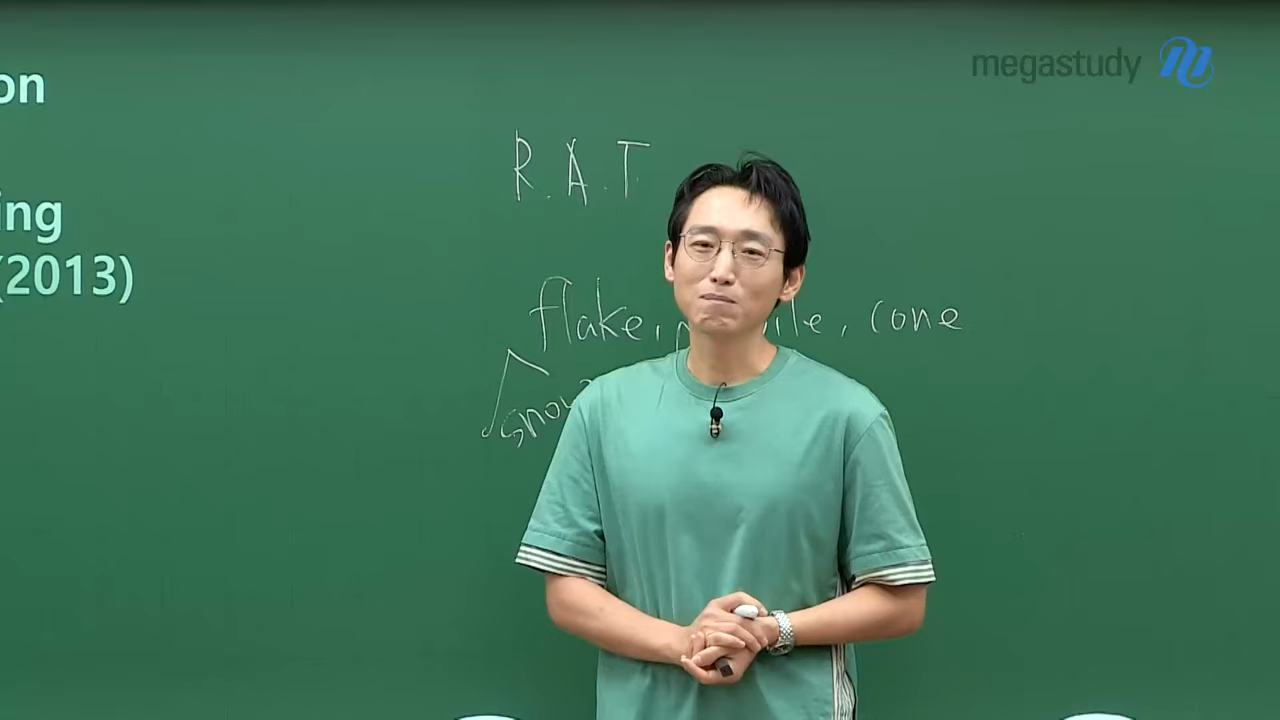 megastudy
on
R.A.T.
ing
(2013)
flake, cone